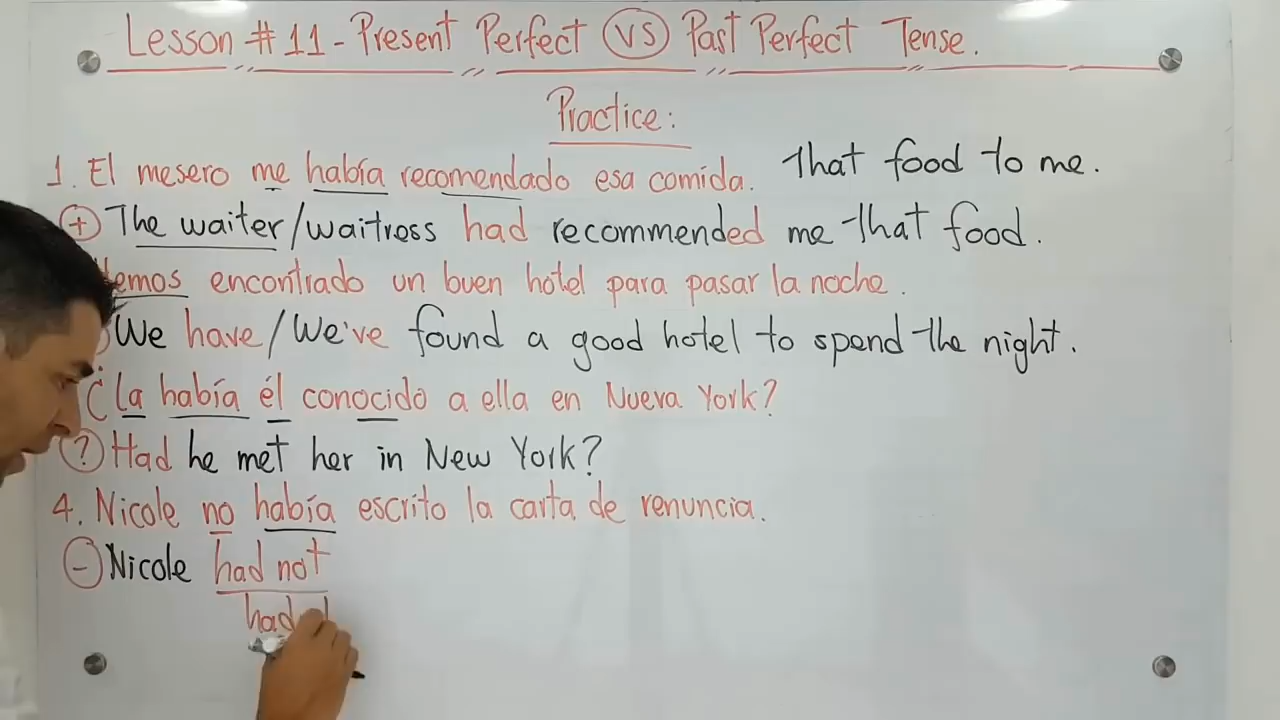 Lesson # 11 - Present Perfect VS Past Perfect Tense.
Practice:
1. El mesero me había recomendado esa comida. That food to me.
+ The waiter/waitress had recommended me that food.
emos encontrado un buen hotel para pasar la noche.
We have/We've found a good hotel to spend the night.
¿La había él conocido a ella en Nueva York?
? Had he met her in New York?
4. Nicole no había escrito la carta de renuncia.
- Nicole had not
had